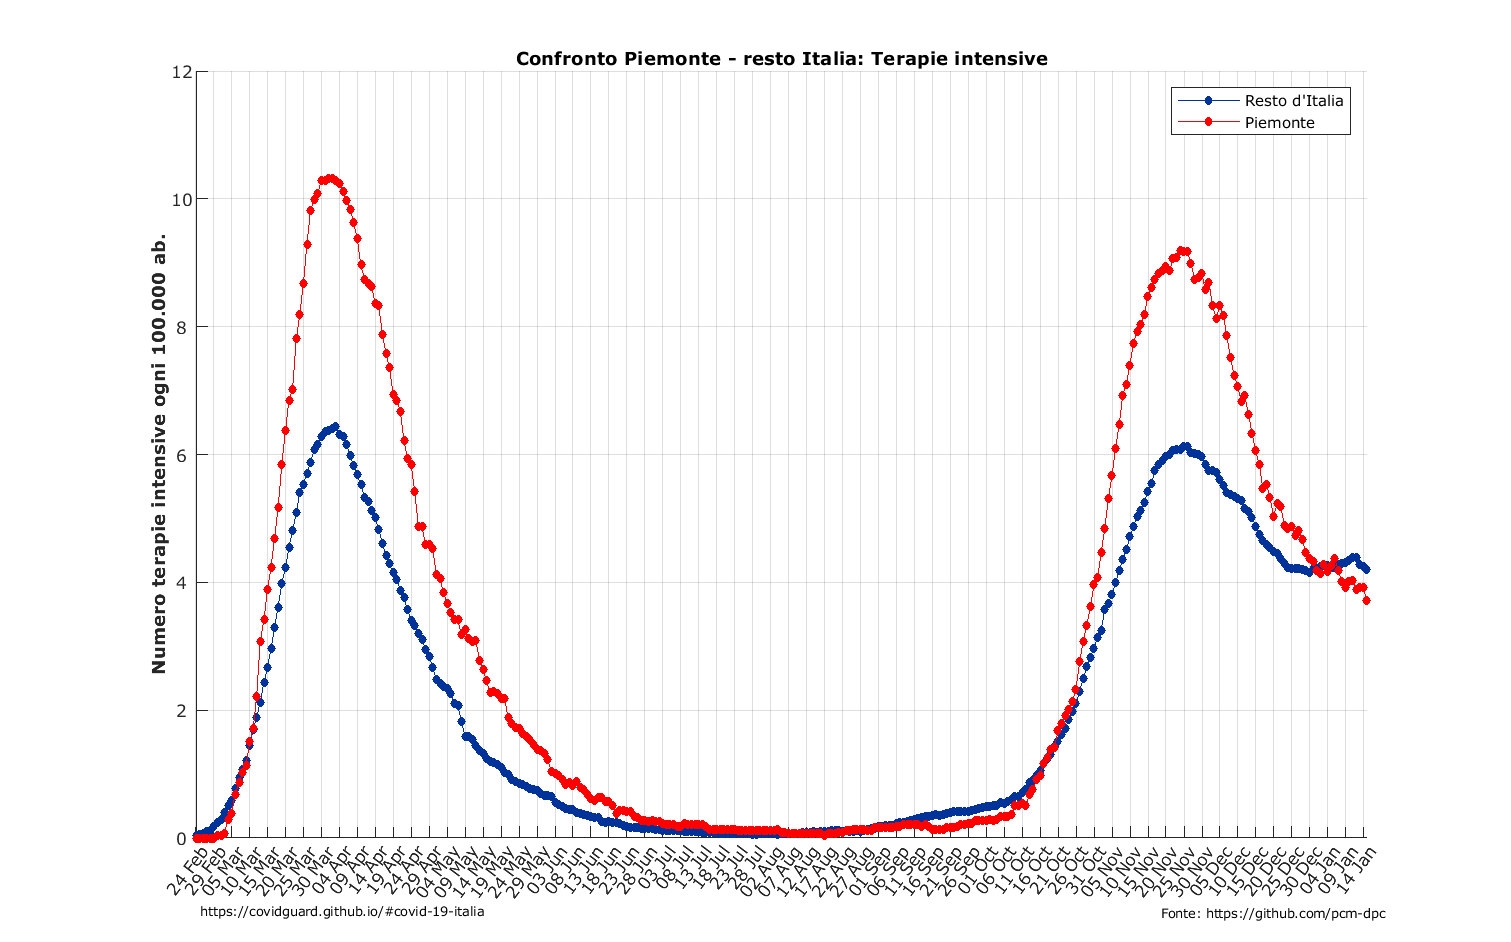 Confronto Piemonte - resto Italia: Terapie intensive
Resto d'Italia
Piemonte
Numero terapie intensive ogni 100.000 ab.
12
10
8
6
4
2
0
24 Feb
29 Feb
05 Mar
10 Mar
15 Mar
20 Mar
25 Mar
30 Mar
04 Apr
09 Apr
14 Apr
19 Apr
24 Apr
29 Apr
04 May
09 May
14 May
19 May
24 May
29 May
03 Jun
08 Jun
13 Jun
18 Jun
23 Jun
28 Jun
03 Jul
08 Jul
13 Jul
18 Jul
23 Jul
28 Jul
02 Aug
07 Aug
12 Aug
17 Aug
22 Aug
27 Aug
01 Sep
06 Sep
11 Sep
16 Sep
21 Sep
26 Sep
01 Oct
06 Oct
11 Oct
16 Oct
21 Oct
26 Oct
31 Oct
05 Nov
10 Nov
15 Nov
20 Nov
25 Nov
30 Nov
05 Dec
10 Dec
15 Dec
20 Dec
25 Dec
30 Dec
04 Jan
09 Jan
14 Jan
https://covidguard.github.io/#covid-19-italia
Fonte: https://github.com/pcm-dpc